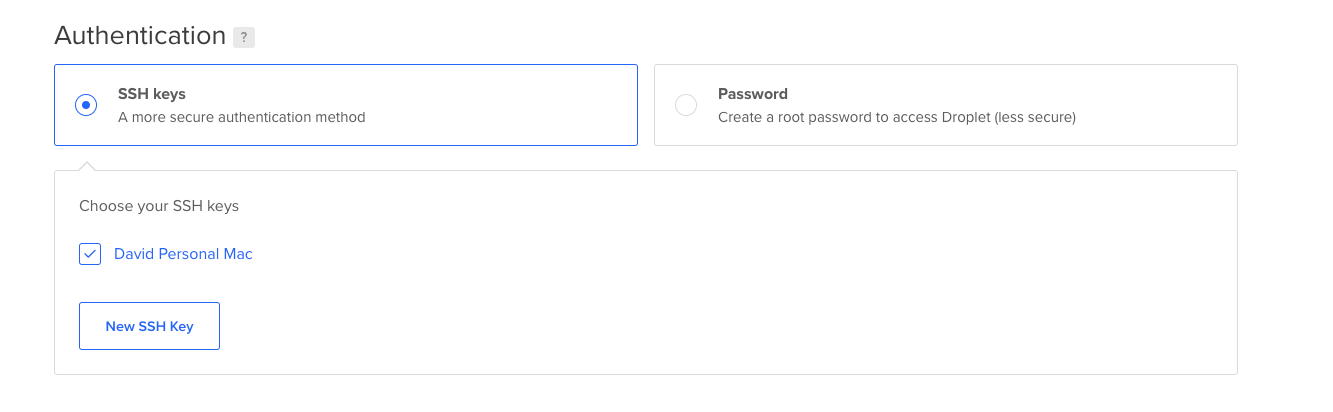 Authentication ?
SSH keys
A more secure authentication method
Password
Create a root password to access Droplet (less secure)
Choose your SSH keys
David Personal Mac
New SSH Key